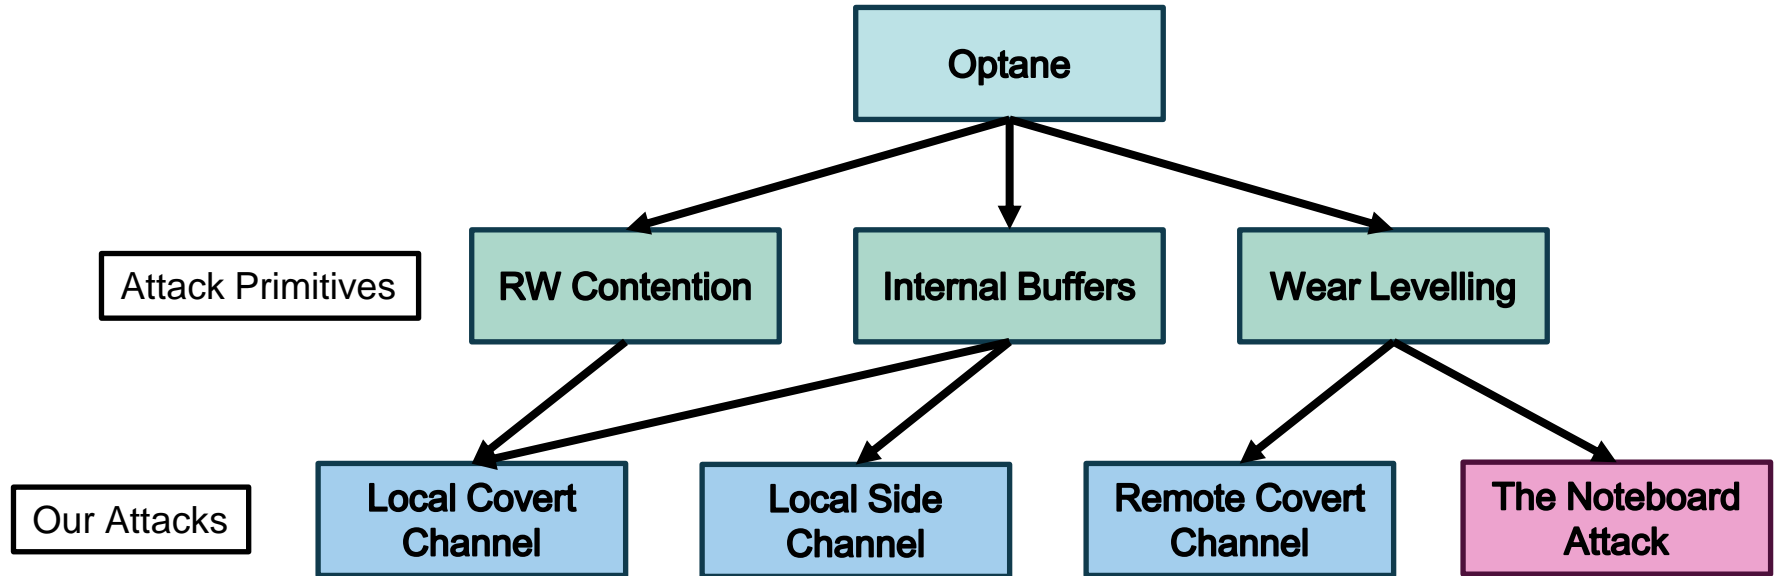 Optane
Attack Primitives
RW Contention
Internal Buffers
Wear Levelling
Our Attacks
Local Covert
Channel
Local Side
Channel
Remote Covert
Channel
The Noteboard
Attack